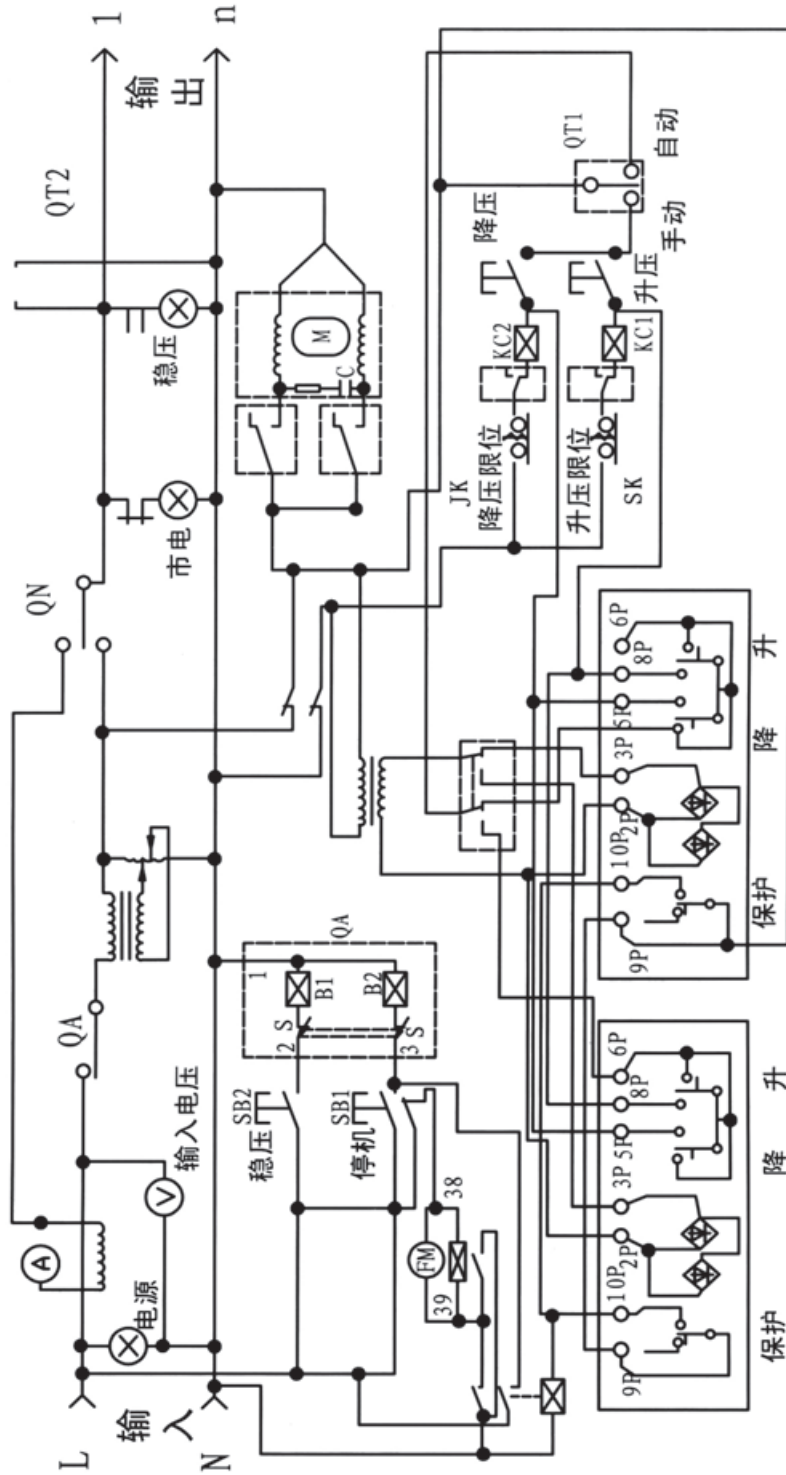 L
输入
N
电源
A
V
输入电压
QA
QN
市电
稳压
QT2
输出
l
n
SB2
稳压
SB1
停机
QA
1
2
3
S
S
B1
B2
FM
38
39
M
C
JK
降压限位
升压限位
SK
KC2
KC1
降压
升压
QT1
手动
自动
9P
10P
2P
3P
5P
8P
6P
保护
降
升
9P
10P
2P
3P
5P
8P
6P
保护
降
升